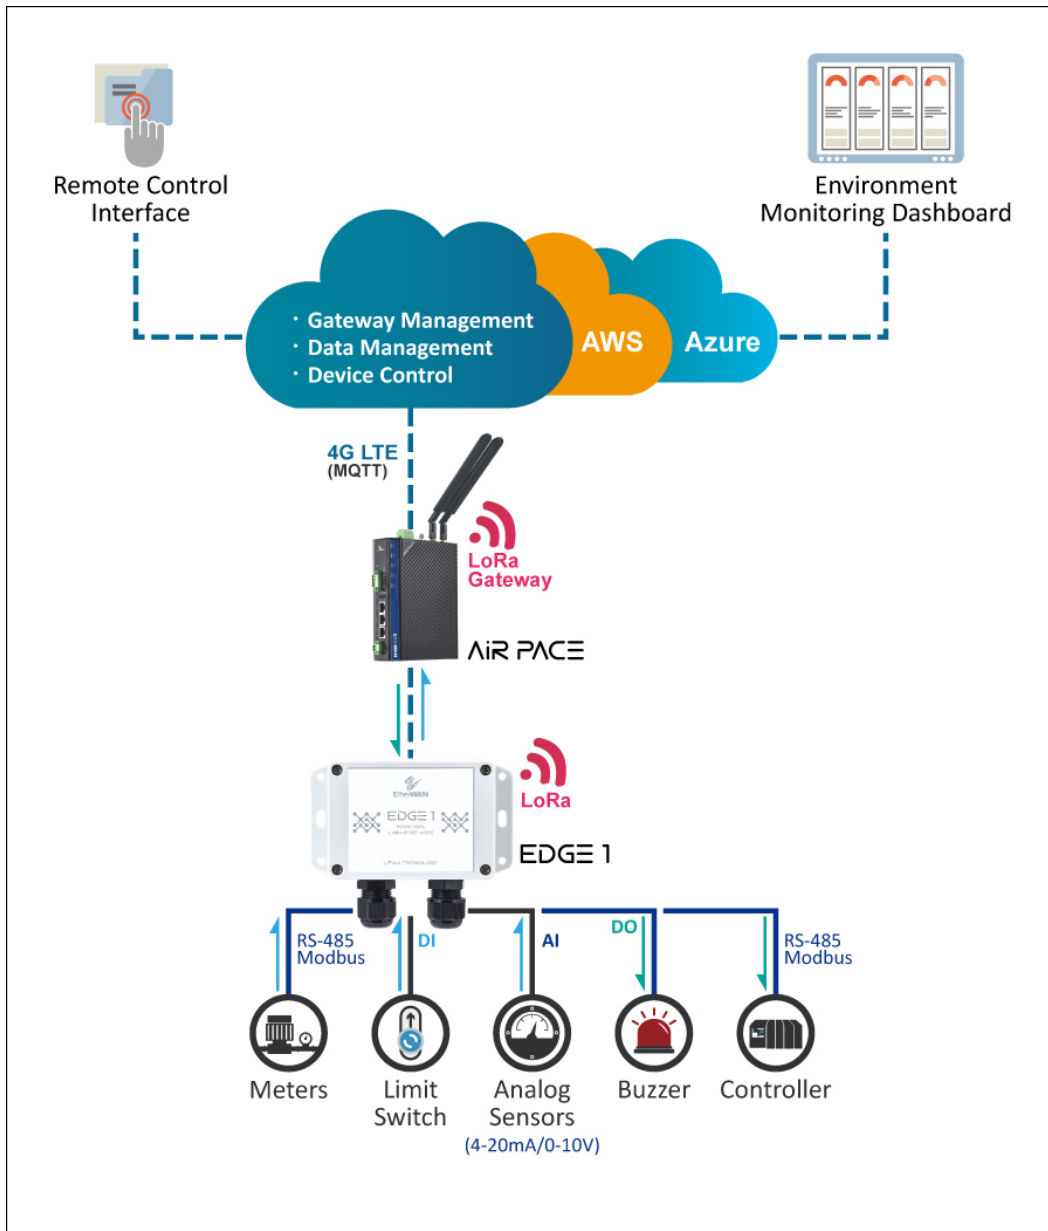 Remote Control
Interface
Environment
Monitoring Dashboard
· Gateway Management
· Data Management
· Device Control
AWS
Azure
4G LTE
(MQTT)
LoRa
Gateway
AiR PACE
EtherWAN
EDGE 1
LoRa
EDGE 1
RS-485
Modbus
DI
AI
DO
RS-485
Modbus
Meters
Limit
Switch
Analog
Sensors
(4-20mA/0-10V)
Buzzer
Controller